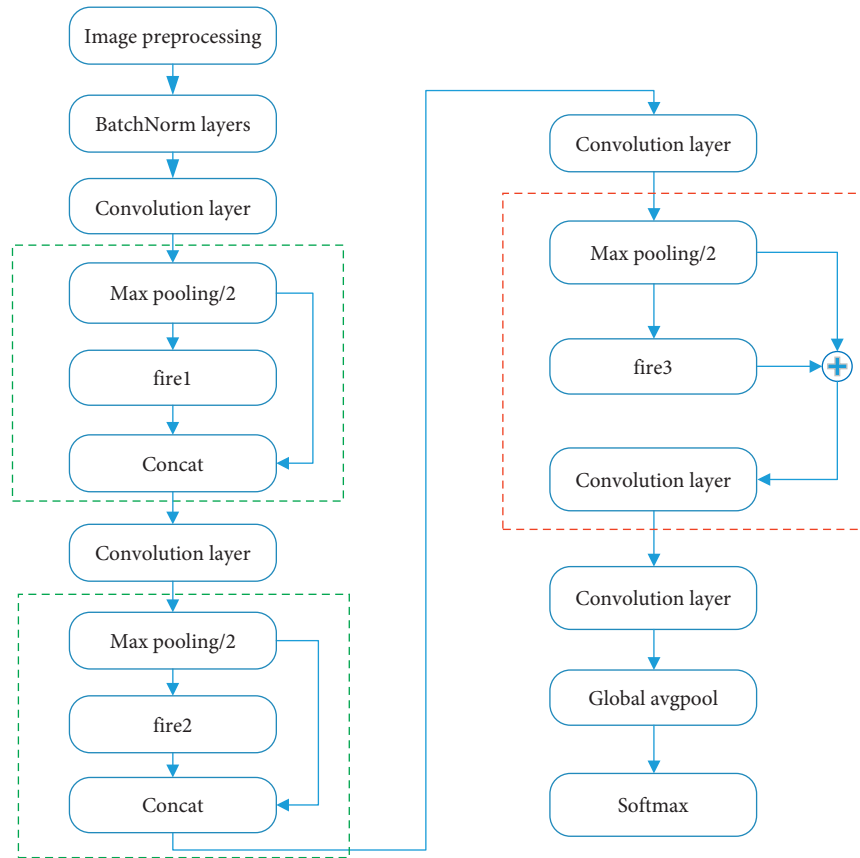 Image preprocessing
BatchNorm layers
Convolution layer
Max pooling/2
fire1
Concat
Convolution layer
Max pooling/2
fire2
Concat
Convolution layer
Max pooling/2
fire3
Convolution layer
Convolution layer
Global avgpool
Softmax